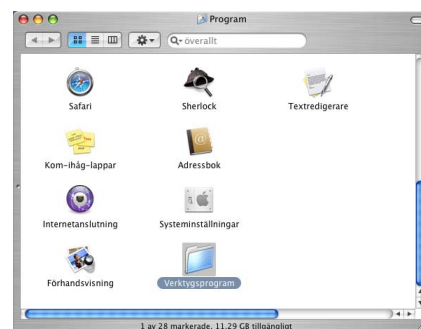 Program
överallt
Safari
Sherlock
Textredigerare
Kom-ihåg-lappar
Adressbok
Internetanslutning
Systeminställningar
Förhandsvisning
Verktygsprogram
1 av 28 markerade, 11,29 GB tillgängligt